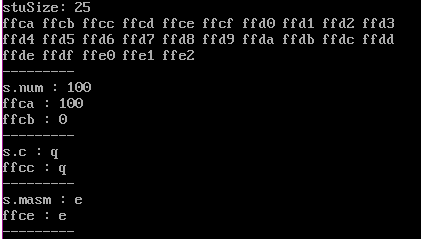 stuSize: 25
ffca ffcb ffcc ffcd ffce ffcf ffd0 ffd1 ffd2 ffd3
ffd4 ffd5 ffd6 ffd7 ffd8 ffd9 ffda ffdb ffdc ffdd
ffde ffdf ffe0 ffe1 ffe2
---------
s.num : 100
ffca : 100
ffcb : 0
---------
s.c : q
ffcc : q
---------
s.masm : e
ffce : e
---------